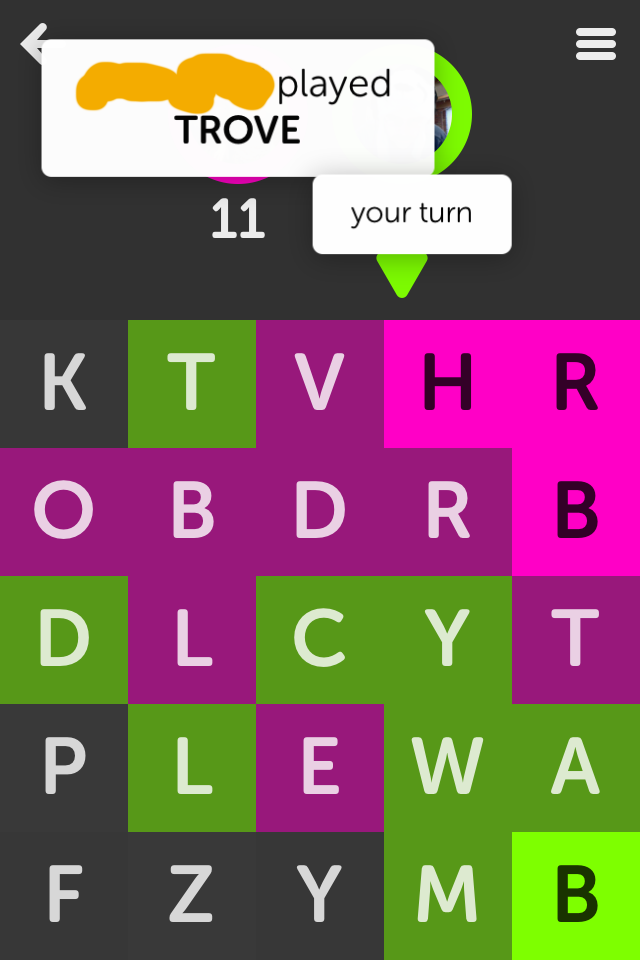 played
TROVE
11
your turn
K T V H R
O B D R B
D L C Y T
P L E W A
F Z Y M B